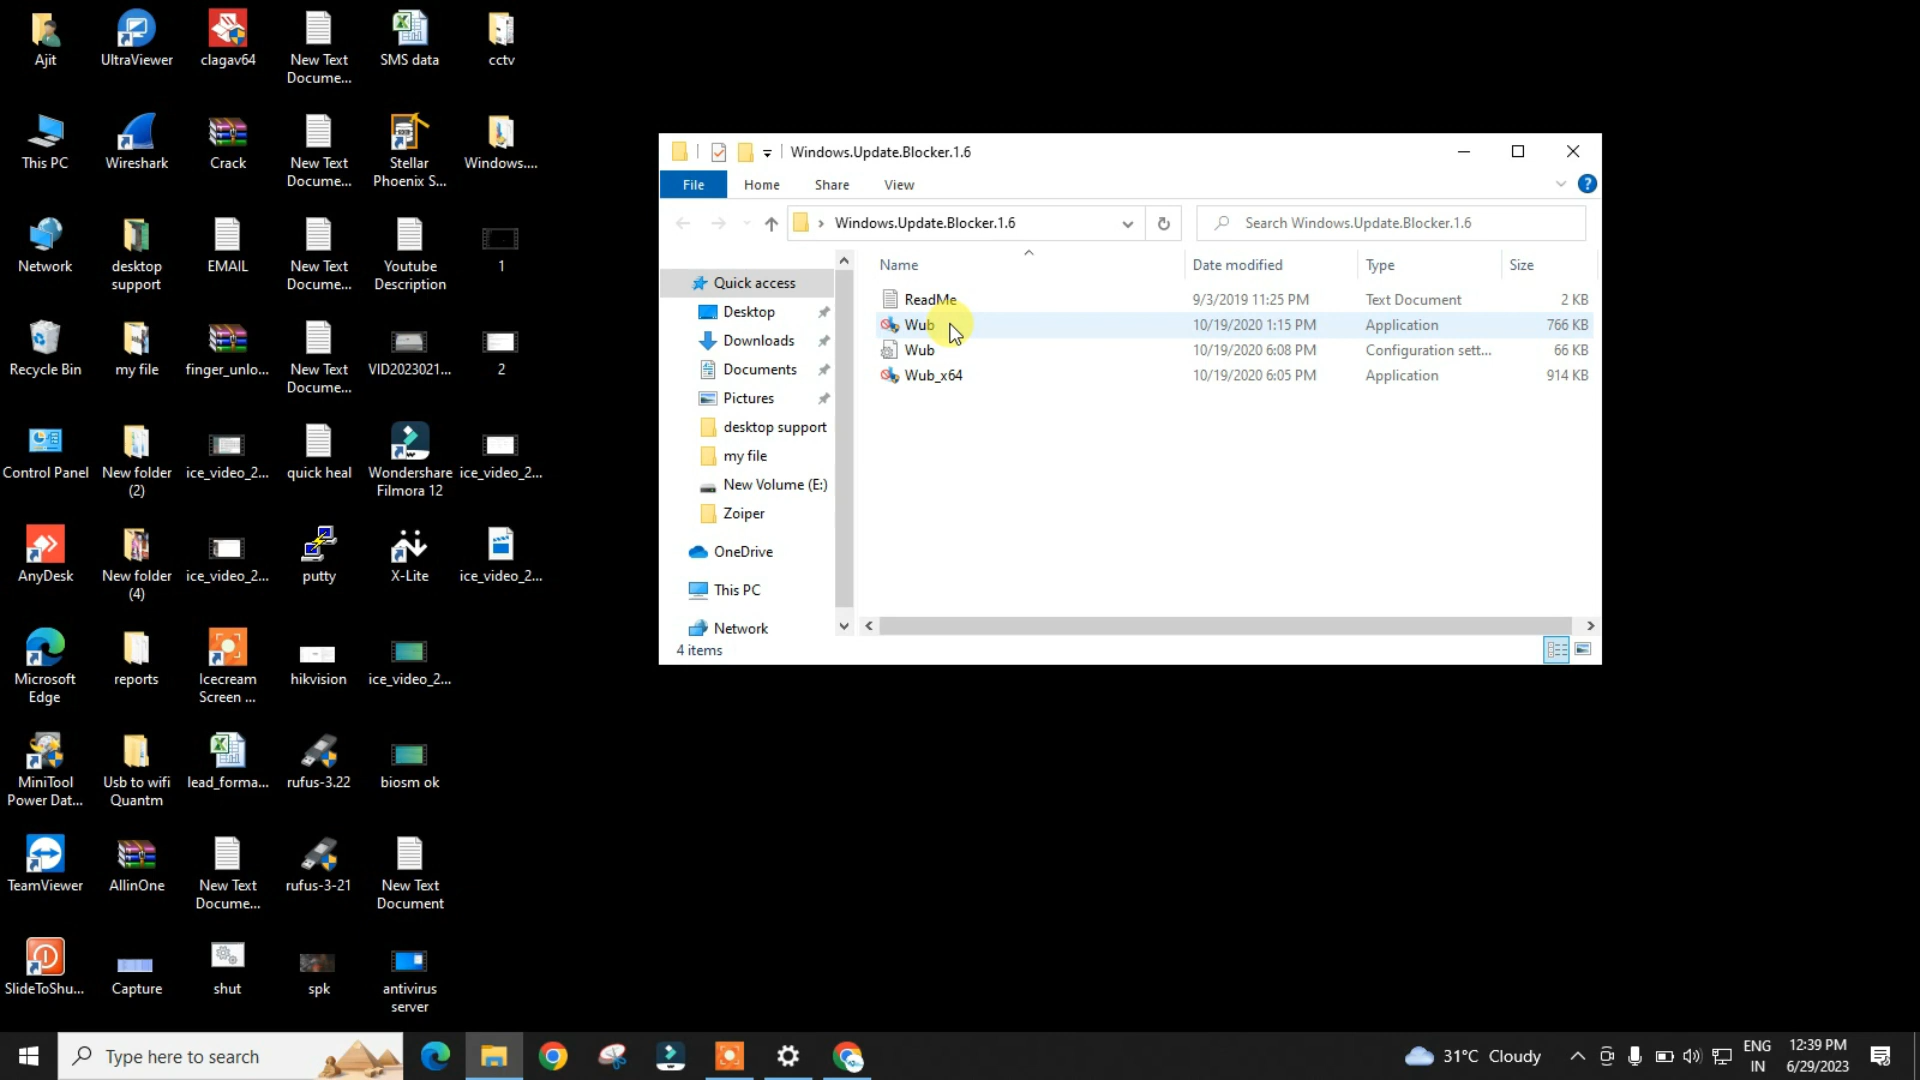 Ajit
UltraViewer
clagav64
New Text
Docume...
SMS data
cctv
This PC
Wireshark
Crack
New Text
Docume...
Stellar
Phoenix S...
Windows....
Network
desktop
support
EMAIL
New Text
Docume...
Youtube
Description
1
Recycle Bin
my file
finger_unlo...
New Text
Docume...
VID2023021...
2
Control Panel
New folder
(2)
ice_video_2...
quick heal
Wondershare
Filmora 12
ice_video_2...
AnyDesk
New folder
(4)
ice_video_2...
putty
X-Lite
ice_video_2...
Microsoft
Edge
reports
Icecream
Screen ...
hikvision
ice_video_2...
MiniTool
Power Dat...
Usb to wifi
Quantm
lead_forma...
rufus-3.22
biosm ok
TeamViewer
AllinOne
New Text
Docume...
rufus-3-21
New Text
Document
SlideToShu...
Capture
shut
spk
antivirus
server
Windows.Update.Blocker.1.6
File Home Share View
Windows.Update.Blocker.1.6
Search Windows.Update.Blocker.1.6
Quick access
Desktop
Downloads
Documents
Pictures
desktop support
my file
New Volume (E:)
Zoiper
OneDrive
This PC
Network
Name Date modified Type Size
ReadMe 9/3/2019 11:25 PM Text Document 2 KB
Wub 10/19/2020 1:15 PM Application 766 KB
Wub 10/19/2020 6:08 PM Configuration sett... 66 KB
Wub_x64 10/19/2020 6:05 PM Application 914 KB
4 items
Type here to search
31°C Cloudy
ENG
IN
12:39 PM
6/29/2023